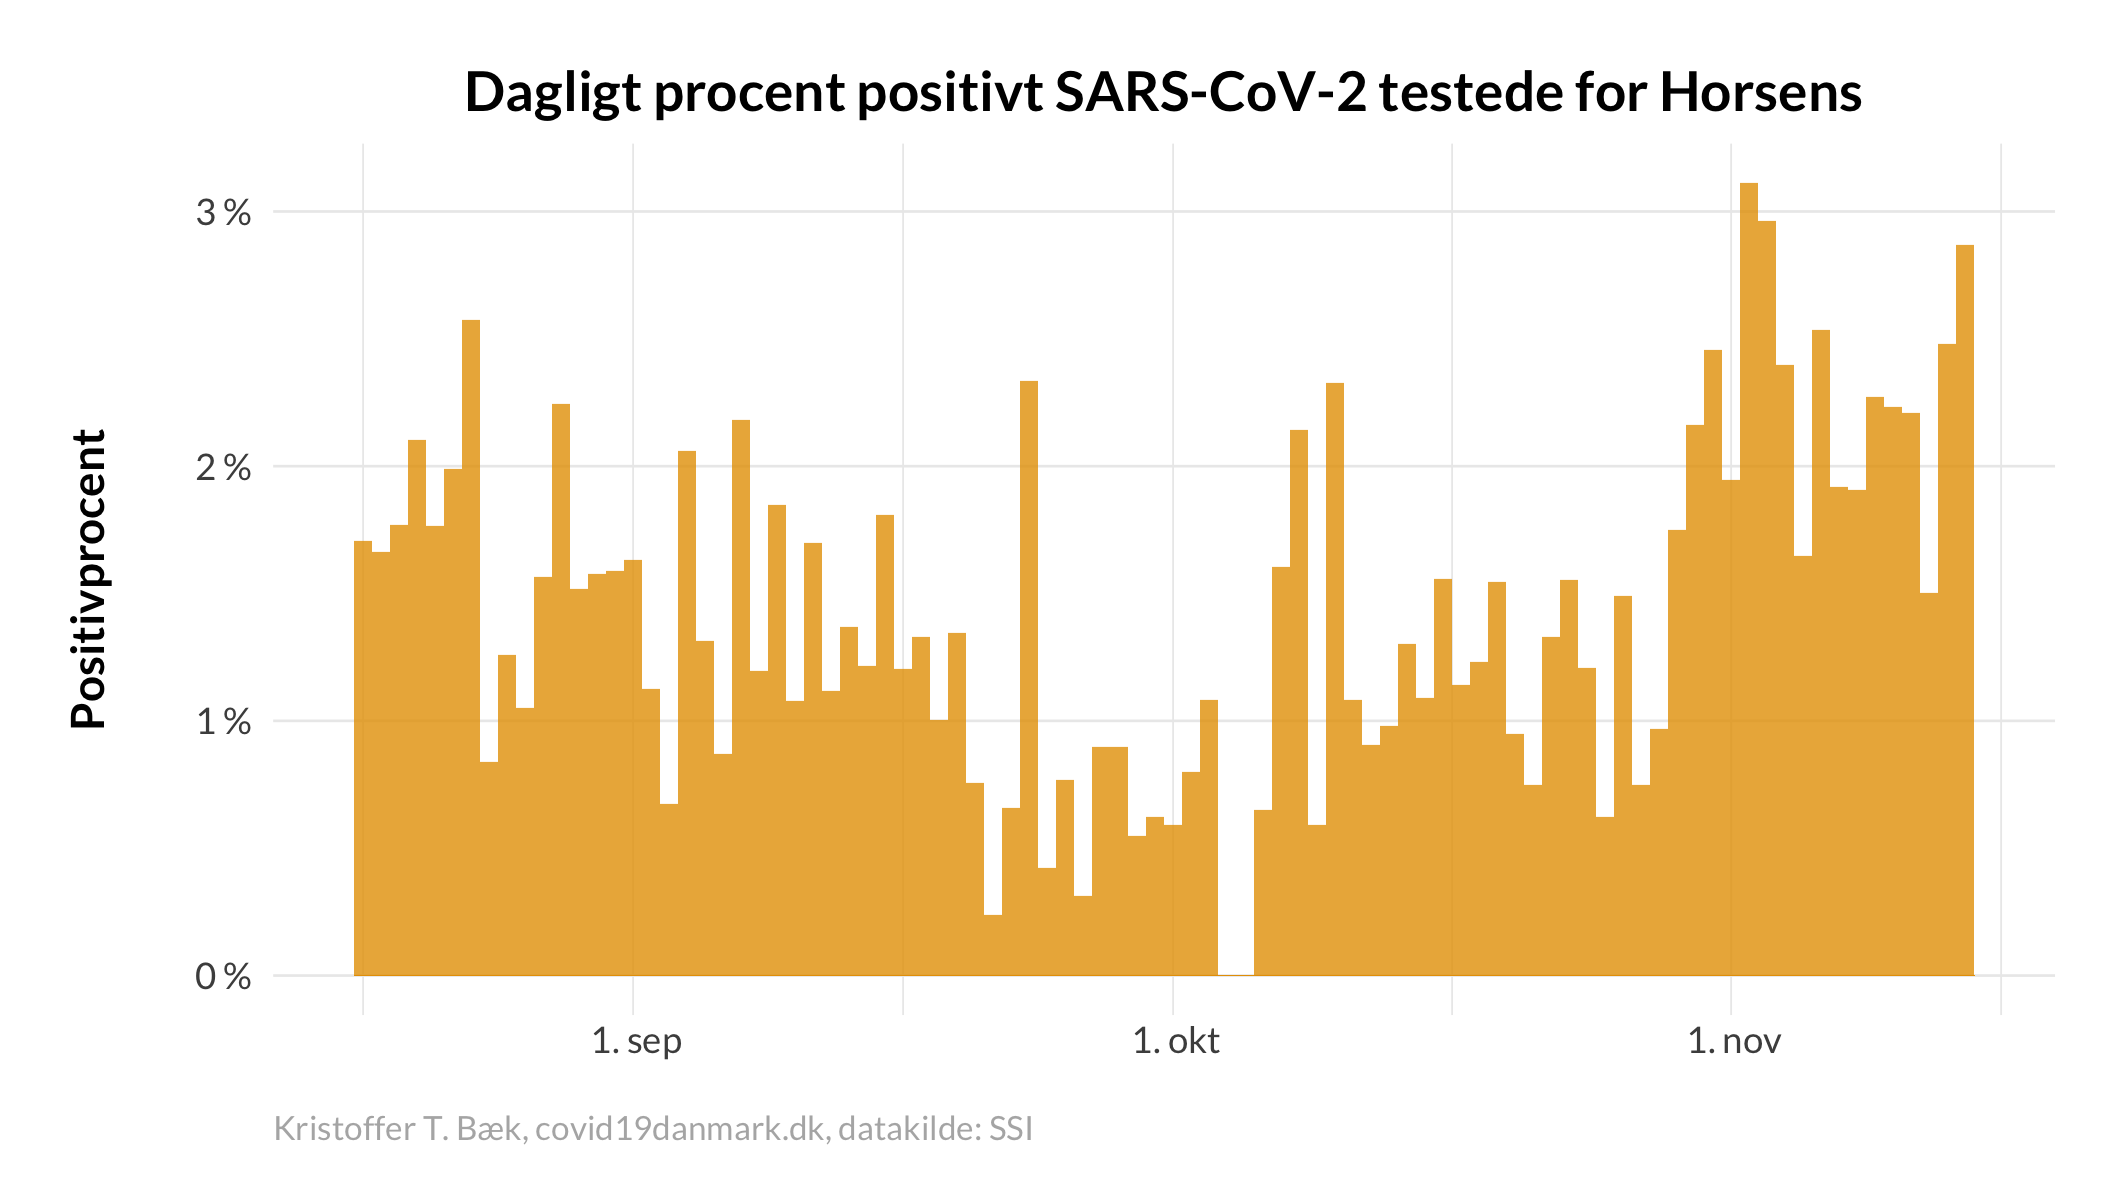 Dagligt procent positivt SARS-CoV-2 testede for Horsens
Positivprocent
3 %
2 %
1 %
0 %
1. sep
1. okt
1. nov
Kristoffer T. Bæk, covid19danmark.dk, datakilde: SSI